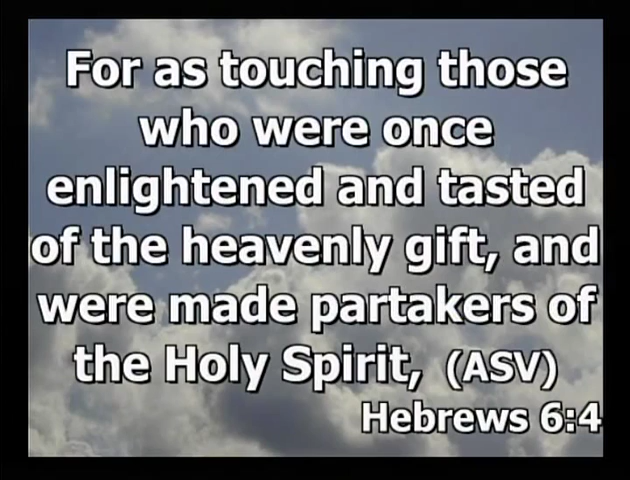 For as touching those
who were once
enlightened and tasted
of the heavenly gift, and
were made partakers of
the Holy Spirit, (ASV)
Hebrews 6:4